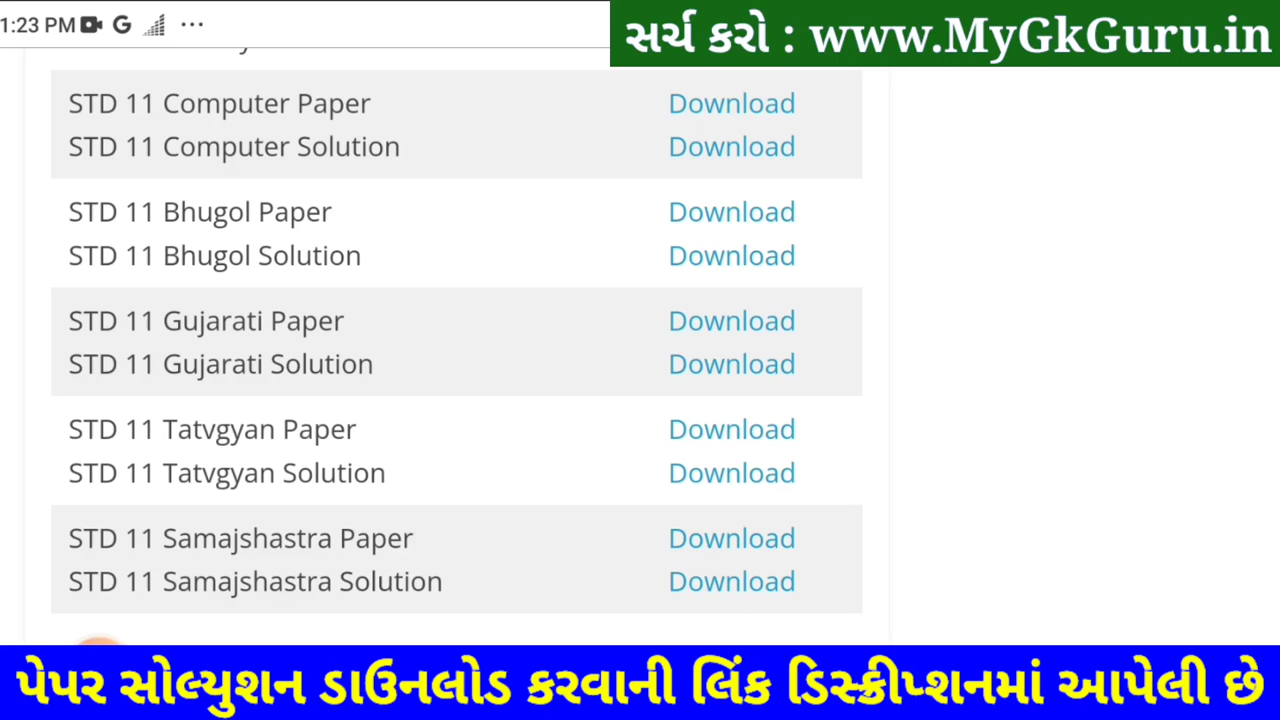 1:23 PM G ...
સર્ચ કરો : www.MyGkGuru.in
STD 11 Computer Paper Download
STD 11 Computer Solution Download
STD 11 Bhugol Paper Download
STD 11 Bhugol Solution Download
STD 11 Gujarati Paper Download
STD 11 Gujarati Solution Download
STD 11 Tatvgyan Paper Download
STD 11 Tatvgyan Solution Download
STD 11 Samajshastra Paper Download
STD 11 Samajshastra Solution Download
પેપર સોલ્યુશન ડાઉનલોડ કરવાની લિંક ડિસ્ક્રીપ્શનમાં આપેલી છે